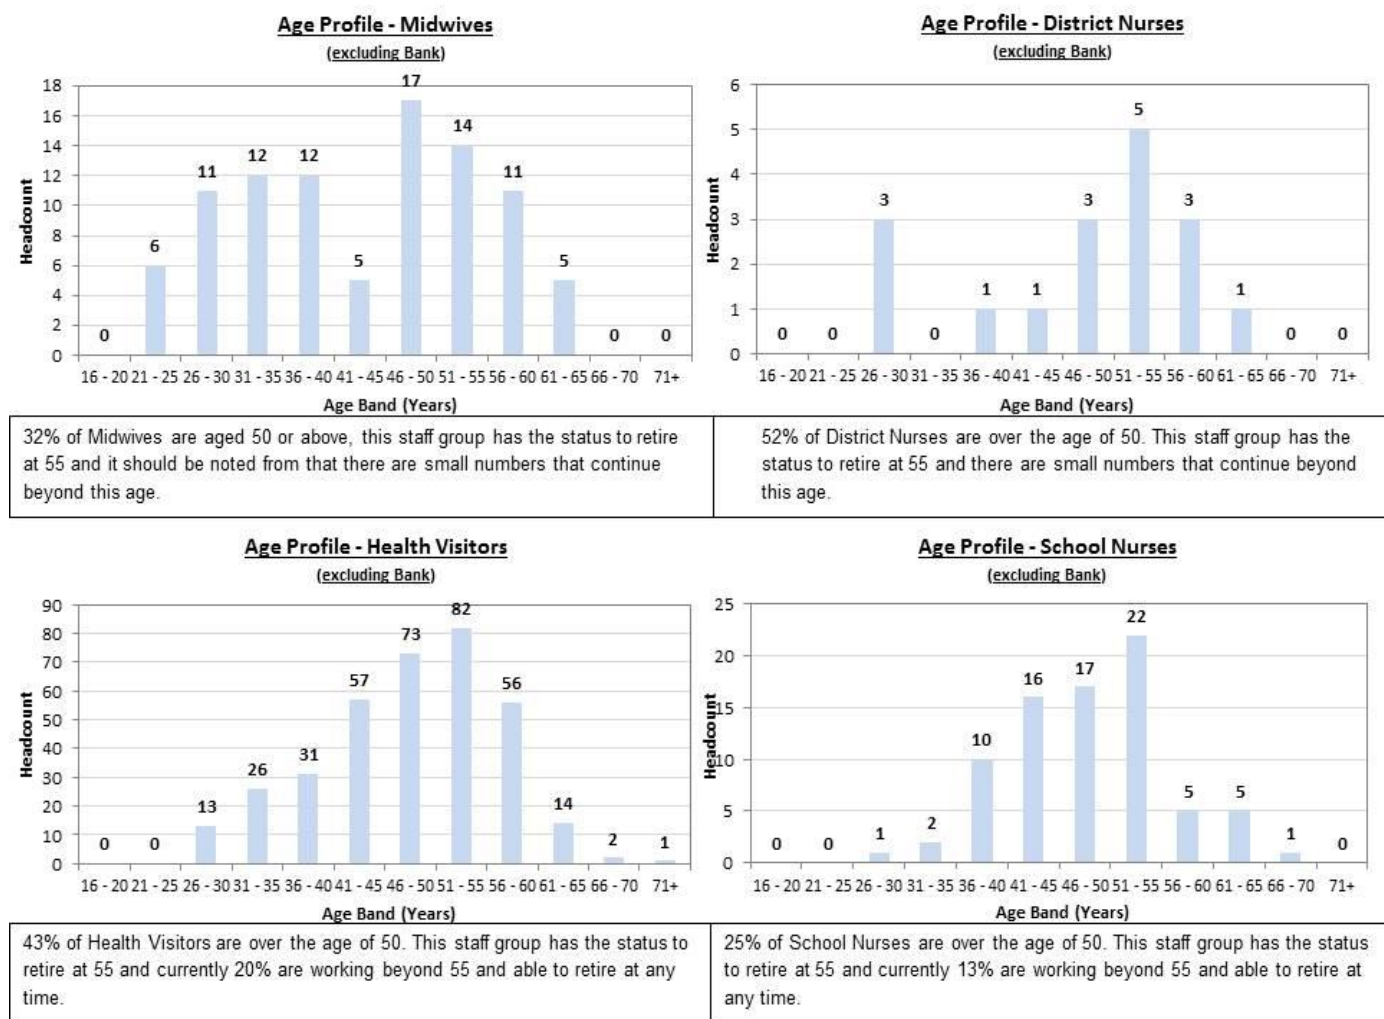 Age Profile - Midwives
(excluding Bank)
Headcount
18
16
14
12
10
8
6
4
2
0
0
6
11
12
12
5
17
14
11
5
0
0
16 - 20 21 - 25 26 - 30 31 - 35 36 - 40 41 - 45 46 - 50 51 - 55 56 - 60 61 - 65 66 - 70 71+
Age Band (Years)
32% of Midwives are aged 50 or above, this staff group has the status to retire
at 55 and it should be noted from that there are small numbers that continue
beyond this age.
Age Profile - District Nurses
(excluding Bank)
Headcount
6
5
4
3
2
1
0
0
0
3
0
1
1
3
5
3
1
0
0
16 - 20 21 - 25 26 - 30 31 - 35 36 - 40 41 - 45 46 - 50 51 - 55 56 - 60 61 - 65 66 - 70 71+
Age Band (Years)
52% of District Nurses are over the age of 50. This staff group has the
status to retire at 55 and there are small numbers that continue beyond
this age.
Age Profile - Health Visitors
(excluding Bank)
Headcount
90
80
70
60
50
40
30
20
10
0
0
0
13
26
31
57
73
82
56
14
2
1
16 - 20 21 - 25 26 - 30 31 - 35 36 - 40 41 - 45 46 - 50 51 - 55 56 - 60 61 - 65 66 - 70 71+
Age Band (Years)
43% of Health Visitors are over the age of 50. This staff group has the status to
retire at 55 and currently 20% are working beyond 55 and able to retire at any
time.
Age Profile - School Nurses
(excluding Bank)
Headcount
25
20
15
10
5
0
0
0
1
2
10
16
17
22
5
5
1
0
16 - 20 21 - 25 26 - 30 31 - 35 36 - 40 41 - 45 46 - 50 51 - 55 56 - 60 61 - 65 66 - 70 71+
Age Band (Years)
25% of School Nurses are over the age of 50. This staff group has the status
to retire at 55 and currently 13% are working beyond 55 and able to retire at
any time.